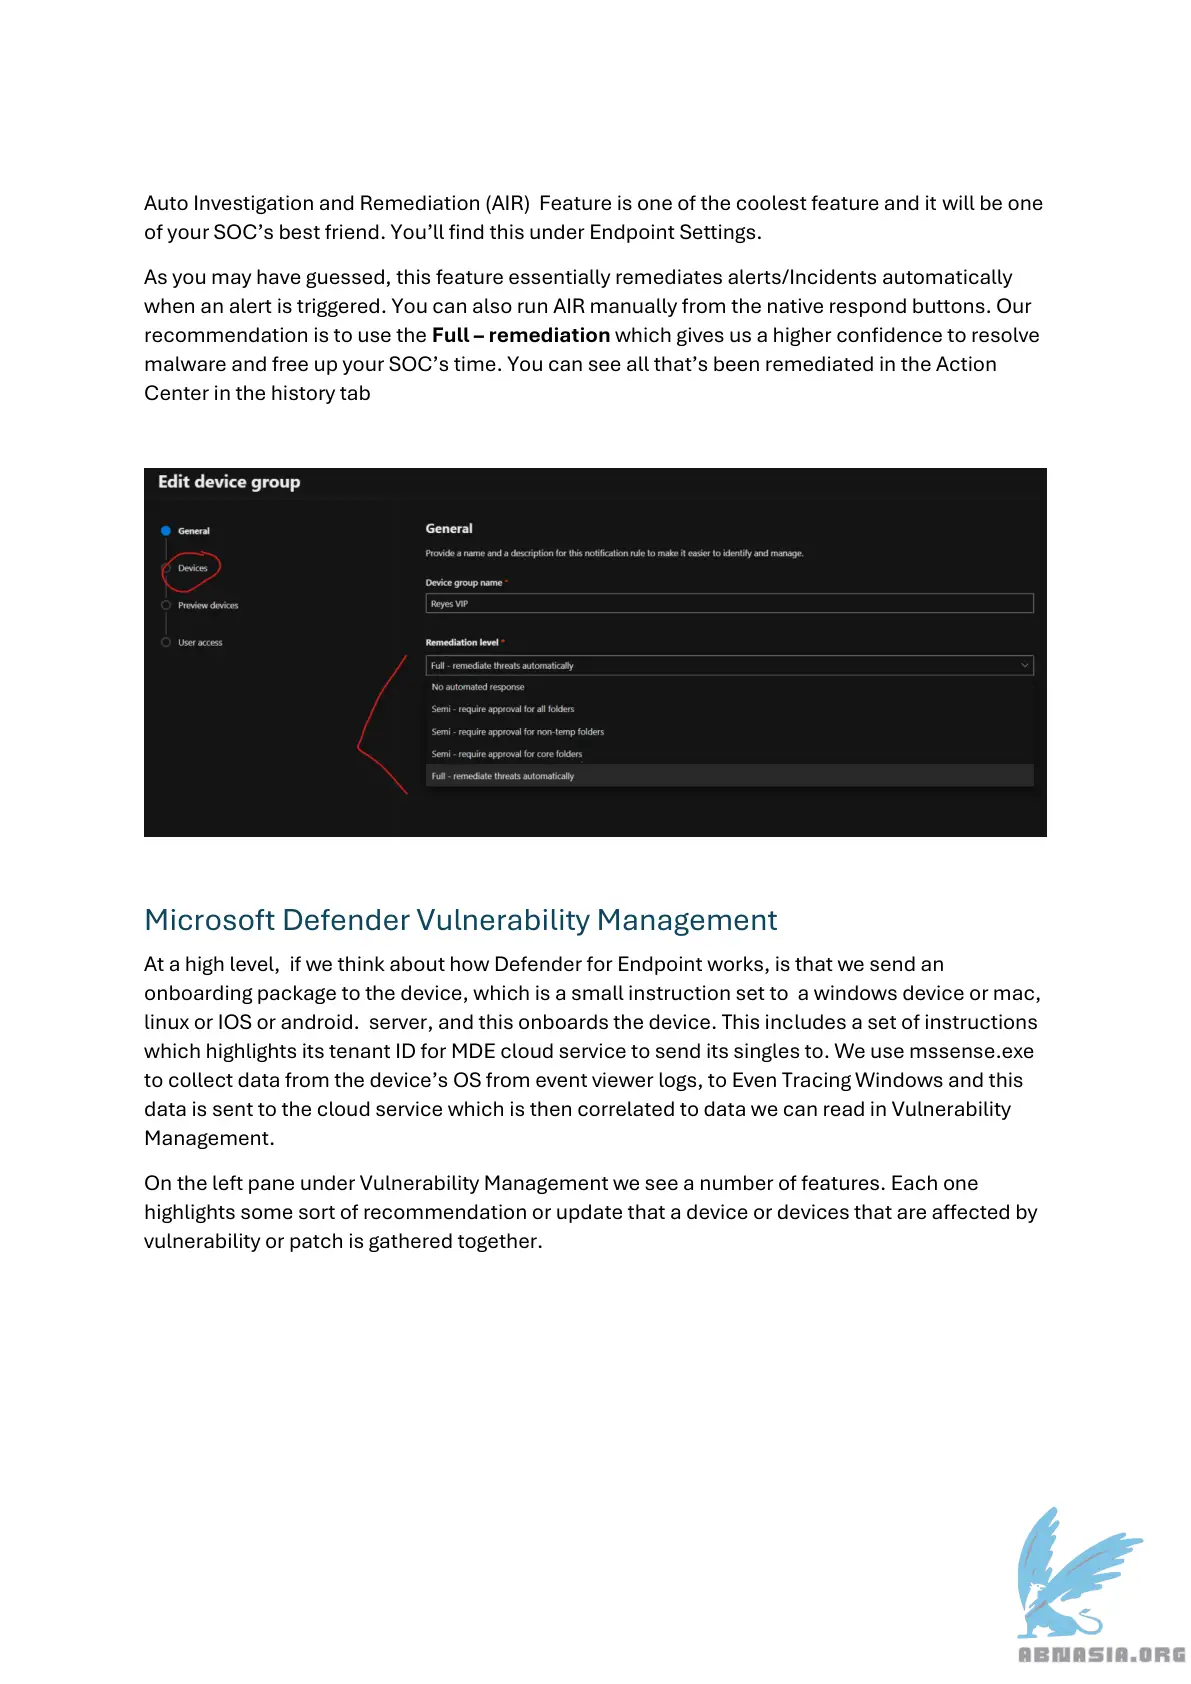 Auto Investigation and Remediation (AIR)  Feature is one of the coolest feature and it will be one
of your SOC’s best friend. You’ll find this under Endpoint Settings.
As you may have guessed, this feature essentially remediates alerts/Incidents automatically
when an alert is triggered. You can also run AIR manually from the native respond buttons. Our
recommendation is to use the Full – remediation which gives us a higher confidence to resolve
malware and free up your SOC’s time. You can see all that’s been remediated in the Action
Center in the history tab
Edit device group
General
Devices
Preview devices
User access
General
Provide a name and a description for this notification rule to make it easier to identify and manage.
Device group name *
Reyes VIP
Remediation level *
Full - remediate threats automatically
No automated response
Semi - require approval for all folders
Semi - require approval for non-temp folders
Semi - require approval for core folders
Full - remediate threats automatically
Microsoft Defender Vulnerability Management
At a high level,  if we think about how Defender for Endpoint works, is that we send an
onboarding package to the device, which is a small instruction set to  a windows device or mac,
linux or IOS or android.  server, and this onboards the device. This includes a set of instructions
which highlights its tenant ID for MDE cloud service to send its singles to. We use mssense.exe
to collect data from the device’s OS from event viewer logs, to Even Tracing Windows and this
data is sent to the cloud service which is then correlated to data we can read in Vulnerability
Management.
On the left pane under Vulnerability Management we see a number of features. Each one
highlights some sort of recommendation or update that a device or devices that are affected by
vulnerability or patch is gathered together.
ABNASIA.ORG